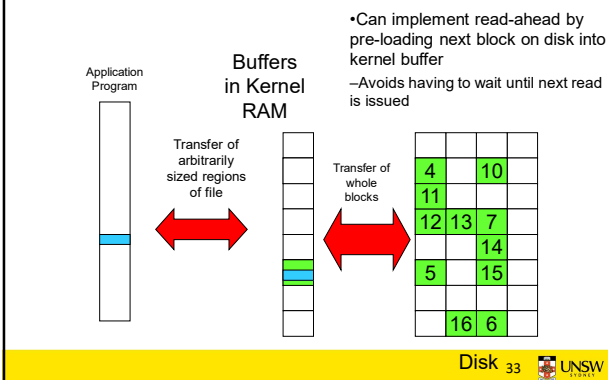 •Can implement read-ahead by
pre-loading next block on disk into
kernel buffer
–Avoids having to wait until next read
is issued
Buffers
in Kernel
RAM
Application
Program
Transfer of
arbitrarily
sized regions
of file
Transfer of
whole
blocks
4 10
11
12 13 7
14
5 15
16 6
Disk 33 UNSW
SYDNEY